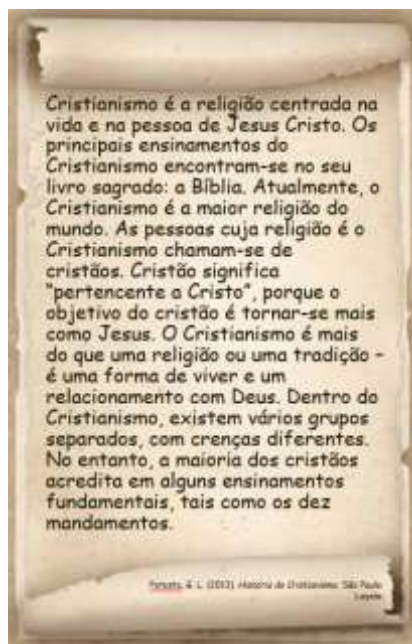 Cristianismo é a religião centrada na
vida e na pessoa de Jesus Cristo. Os
principais ensinamentos do
Cristianismo encontram-se no seu
livro sagrado: a Bíblia. Atualmente, o
Cristianismo é a maior religião do
mundo. As pessoas cuja religião é o
Cristianismo chamam-se de
cristãos. Cristão significa
"pertencente a Cristo", porque o
objetivo do cristão é tornar-se mais
como Jesus. O Cristianismo é mais
do que uma religião ou uma tradição –
é uma forma de viver e um
relacionamento com Deus. Dentro do
Cristianismo, existem vários grupos
separados, com crenças diferentes.
No entanto, a maioria dos cristãos
acredita em alguns ensinamentos
fundamentais, tais como os dez
mandamentos.
G. L. (2012). História do Cristianismo. São Paulo
Loyola